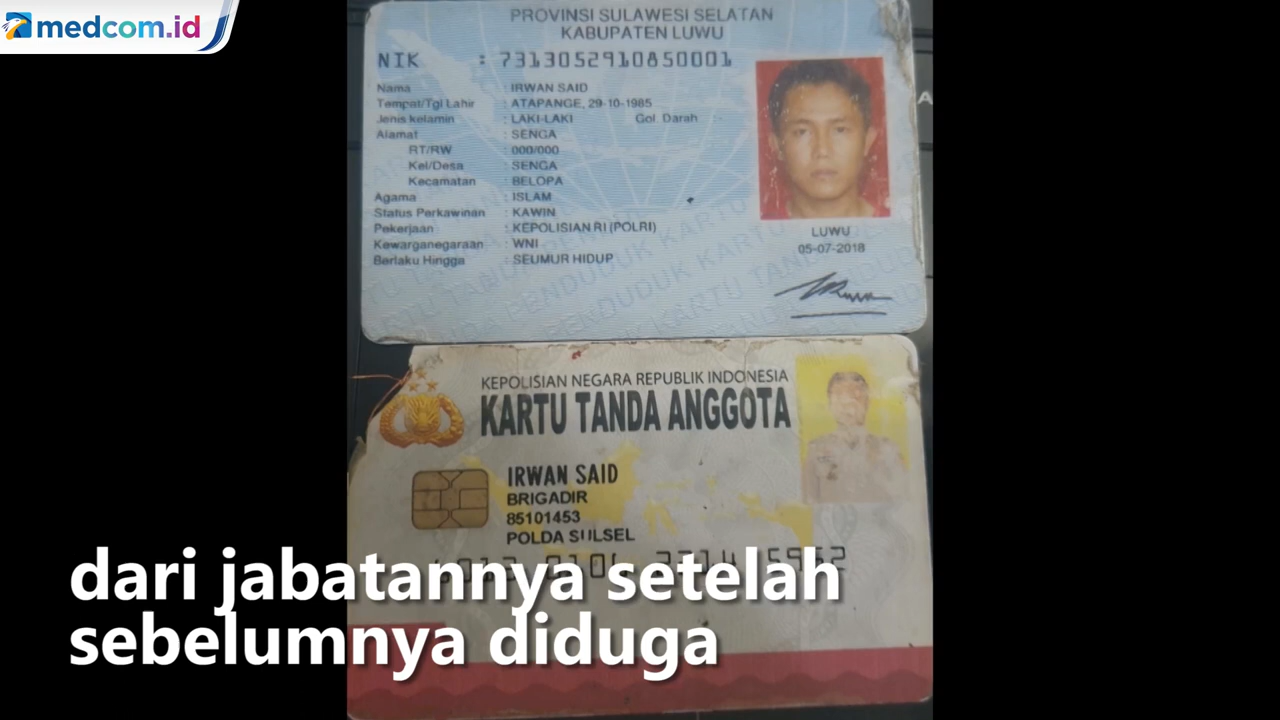 medcom.id
PROVINSI SULAWESI SELATAN
KABUPATEN LUWU
NIK : 7313052910850001
Nama : IRWAN SAID
Tempat/Tgl Lahir : ATAPANGE, 29-10-1985
Jenis kelamin : LAKI-LAKI Gol. Darah :-
Alamat : SENGA
RT/RW : 000/000
Kel/Desa : SENGA
Kecamatan : BELOPA
Agama : ISLAM
Status Perkawinan : KAWIN
Pekerjaan : KEPOLISIAN RI (POLRI)
Kewarganegaraan : WNI
Berlaku Hingga : SEUMUR HIDUP
LUWU
05-07-2018
KEPOLISIAN NEGARA REPUBLIK INDONESIA
KARTU TANDA ANGGOTA
IRWAN SAID
BRIGADIR
85101453
POLDA SULSEL
dari jabatannya setelah
sebelumnya diduga